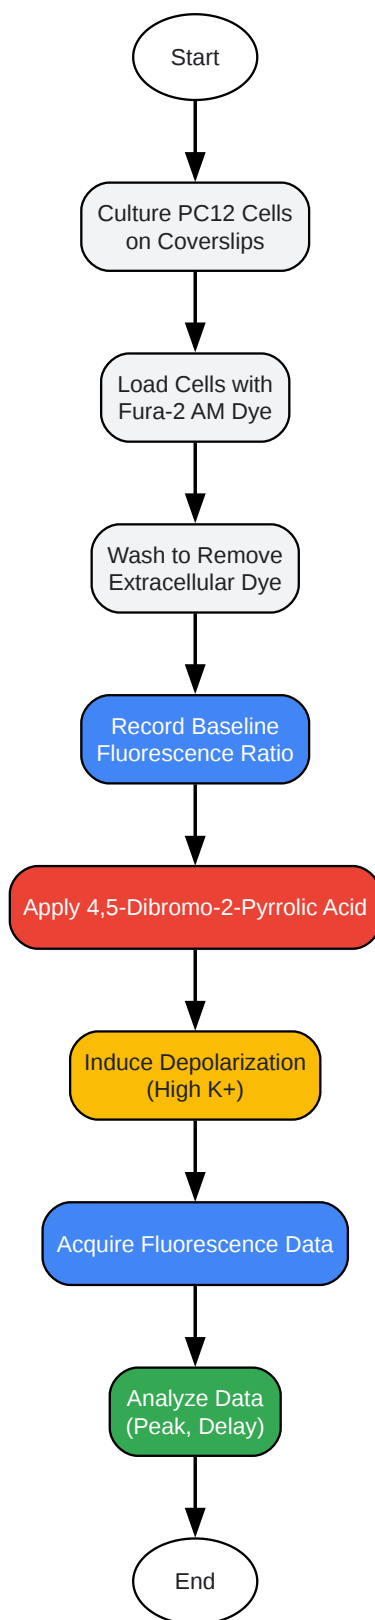 Start
Culture PC12 Cells
on Coverslips
Load Cells with
Fura-2 AM Dye
Wash to Remove
Extracellular Dye
Record Baseline
Fluorescence Ratio
Apply 4,5-Dibromo-2-Pyrrolic Acid
Induce Depolarization
(High K+)
Acquire Fluorescence Data
Analyze Data
(Peak, Delay)
End